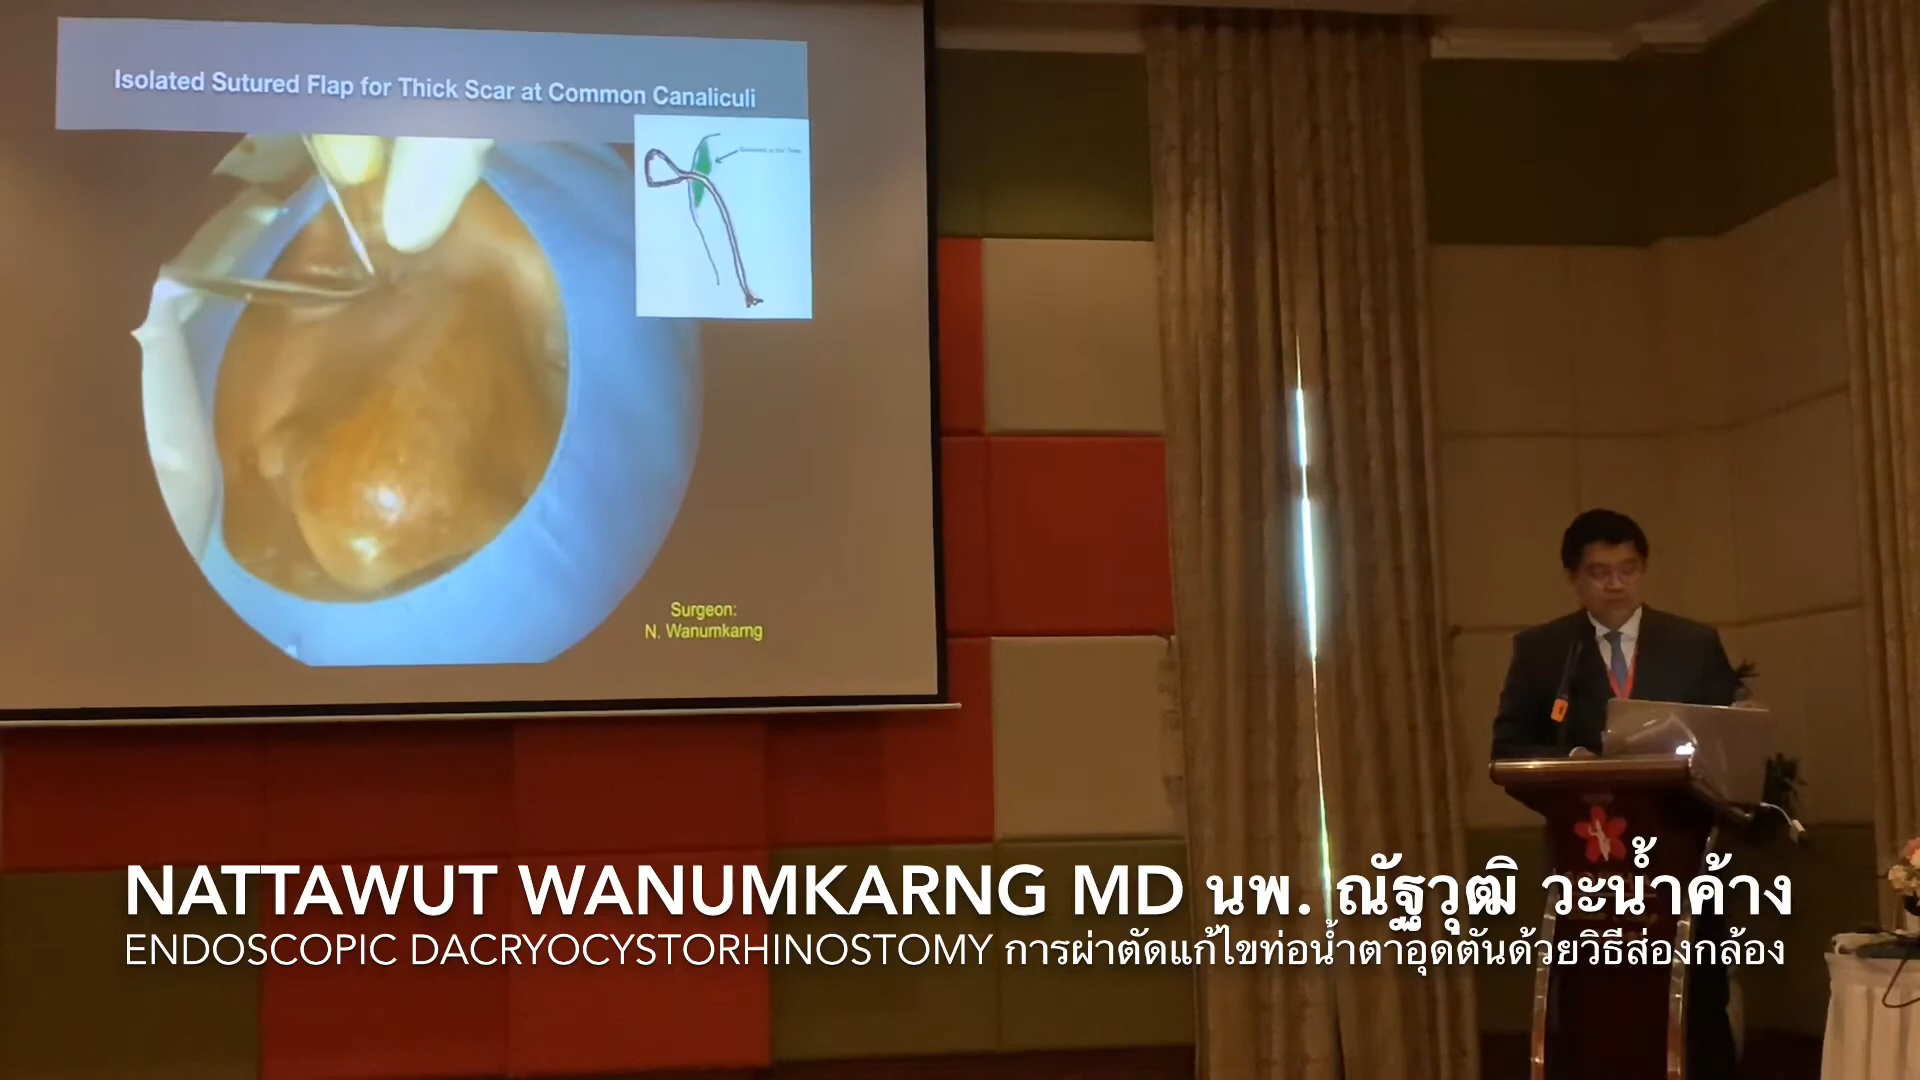 Isolated Sutured Flap for Thick Scar at Common Canaliculi
Surgeon:
N. Wanumkarng
NATTAWUT WANUMKARNG MD นพ. ณัฐวุฒิ วะน้ำค้าง
ENDOSCOPIC DACRYOCYSTORHINOSTOMY การผ่าตัดแก้ไขท่อน้ำตาอุดตันด้วยวิธีส่องกล้อง